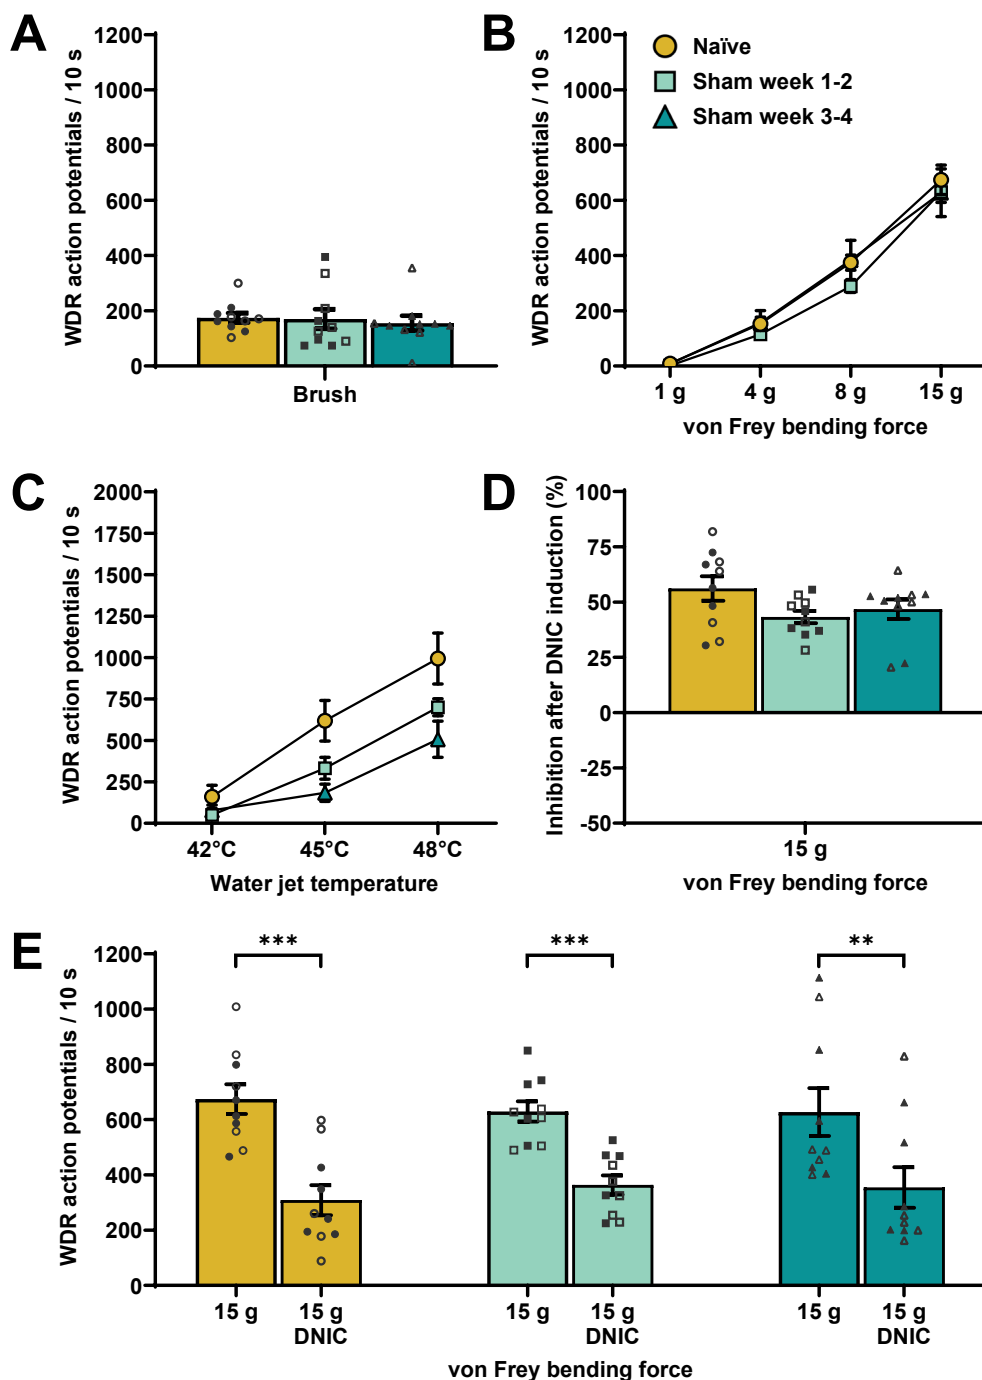 A
WDR action potentials / 10 s
1200
1000
800
600
400
200
0
Brush
B
WDR action potentials / 10 s
1200
1000
800
600
400
200
0
Naïve
Sham week 1-2
Sham week 3-4
1 g 4 g 8 g 15 g
von Frey bending force
C
WDR action potentials / 10 s
2000
1750
1500
1250
1000
750
500
250
0
42°C 45°C 48°C
Water jet temperature
D
Inhibition after DNIC induction (%)
100
75
50
25
0
-25
-50
15 g
von Frey bending force
E
WDR action potentials / 10 s
1200
1000
800
600
400
200
0
*** *** **
15 g 15 g 15 g 15 g 15 g 15 g
DNIC DNIC DNIC
von Frey bending force